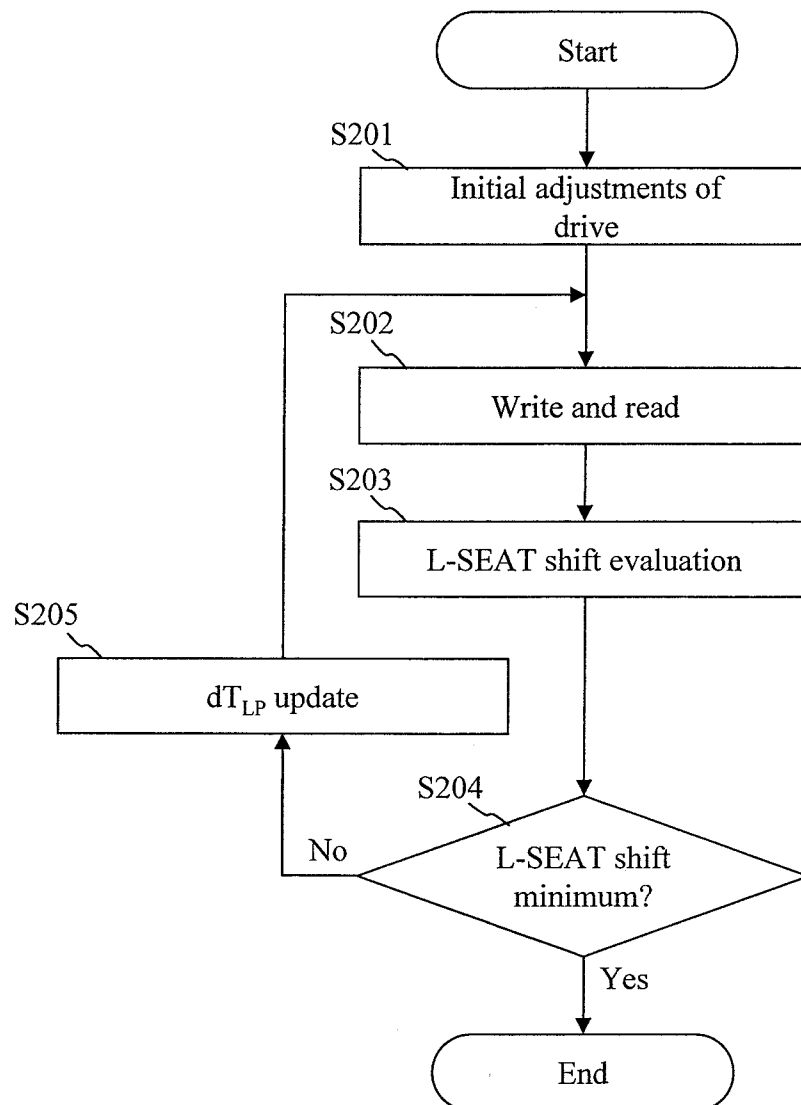 Start
S201
Initial adjustments of
drive
S202
Write and read
S203
L-SEAT shift evaluation
S205
dT_LP update
S204
No
L-SEAT shift
minimum?
Yes
End